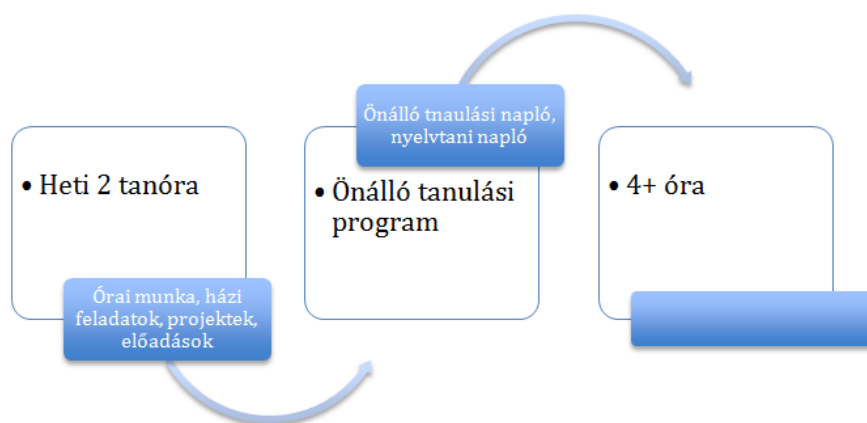 • Heti 2 tanóra
Órai munka, házi
feladatok, projektek,
előadások
Önálló tnaulási napló,
nyelvtani napló
• Önálló tanulási
program
• 4+ óra